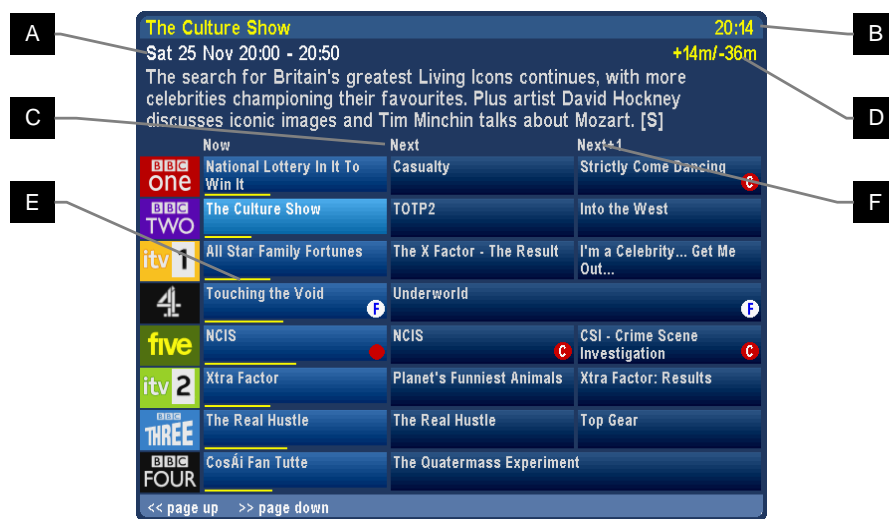 A
B
C
D
E
F
The Culture Show 20:14
Sat 25 Nov 20:00 - 20:50 +14m/-36m
The search for Britain's greatest Living Icons continues, with more
celebrities championing their favourites. Plus artist David Hockney
discusses iconic images and Tim Minchin talks about Mozart. [S]
Now Next Next+1
BBC
one
National Lottery In It To
Win It
Casualty
Strictly Come Dancing
C
BBC
TWO
The Culture Show
TOTP2
Into the West
itv 1
All Star Family Fortunes
The X Factor - The Result
I'm a Celebrity... Get Me
Out...
4
Touching the Void
F
Underworld
F
five
NCIS
NCIS
C
CSI - Crime Scene
Investigation
C
itv 2
Xtra Factor
Planet's Funniest Animals
Xtra Factor: Results
BBC
THREE
The Real Hustle
The Real Hustle
Top Gear
BBC
FOUR
CosÁi Fan Tutte
The Quatermass Experiment
<< page up >> page down